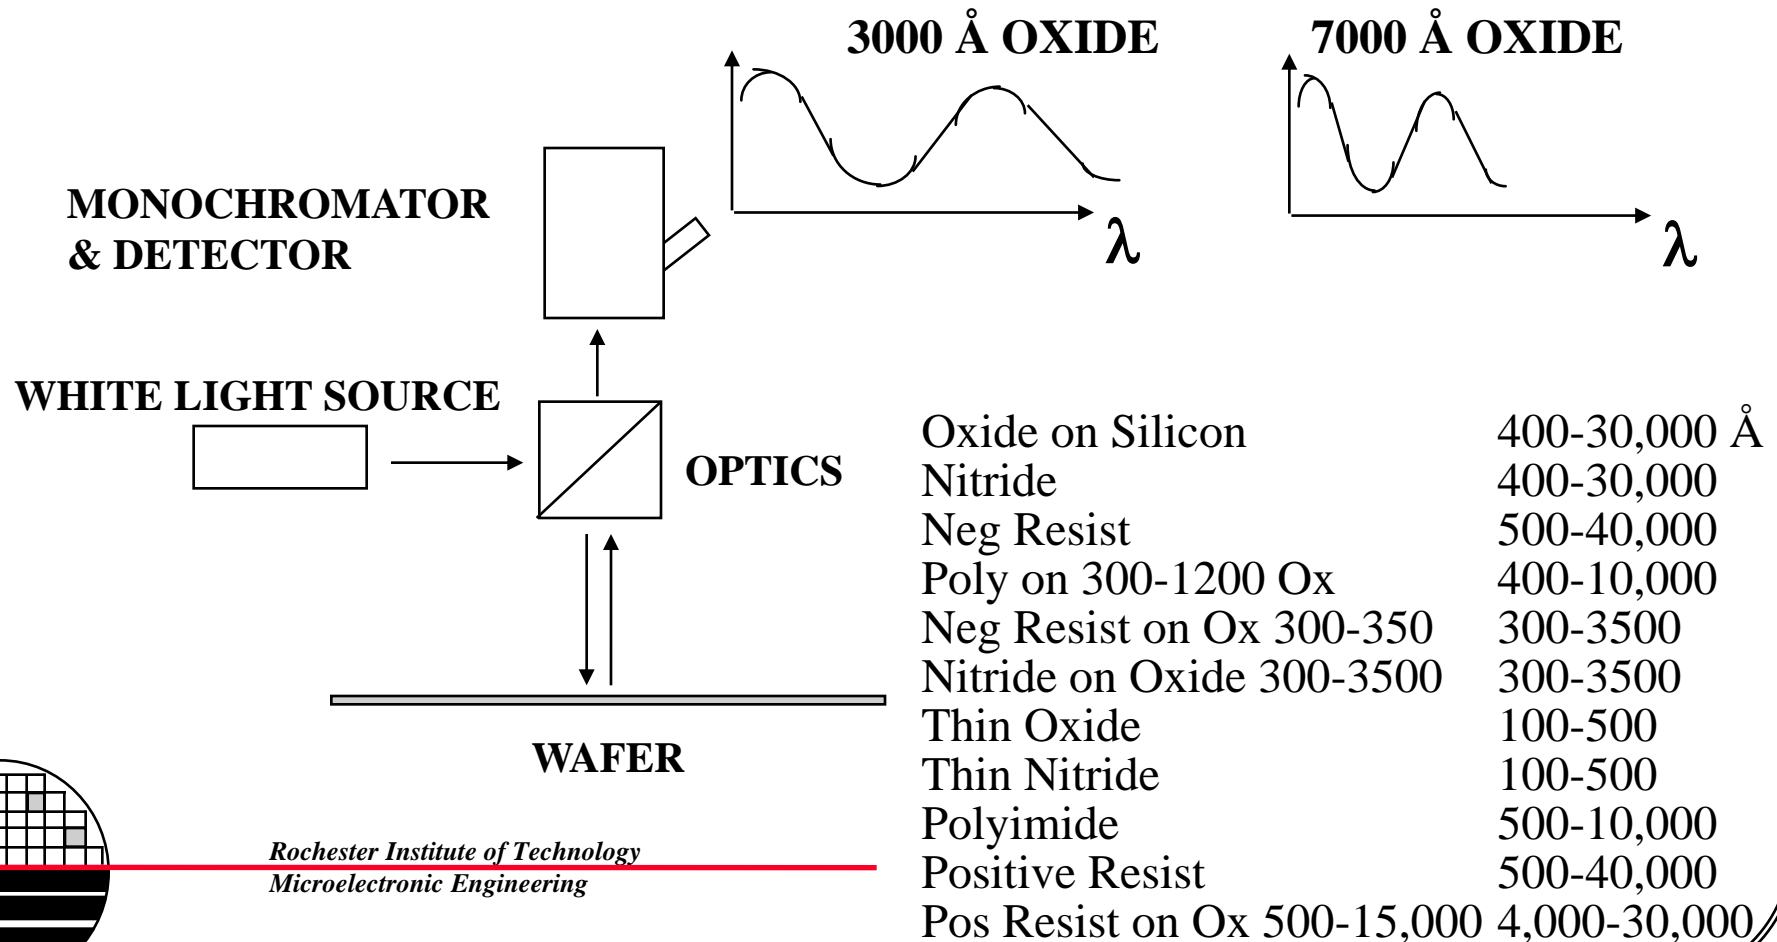 3000 Å OXIDE
7000 Å OXIDE
λ
λ
MONOCHROMATOR
& DETECTOR
WHITE LIGHT SOURCE
OPTICS
WAFER
Oxide on Silicon 400-30,000 Å
Nitride 400-30,000
Neg Resist 500-40,000
Poly on 300-1200 Ox 400-10,000
Neg Resist on Ox 300-350 300-3500
Nitride on Oxide 300-3500 300-3500
Thin Oxide 100-500
Thin Nitride 100-500
Polyimide 500-10,000
Positive Resist 500-40,000
Pos Resist on Ox 500-15,000 4,000-30,000
Rochester Institute of Technology
Microelectronic Engineering